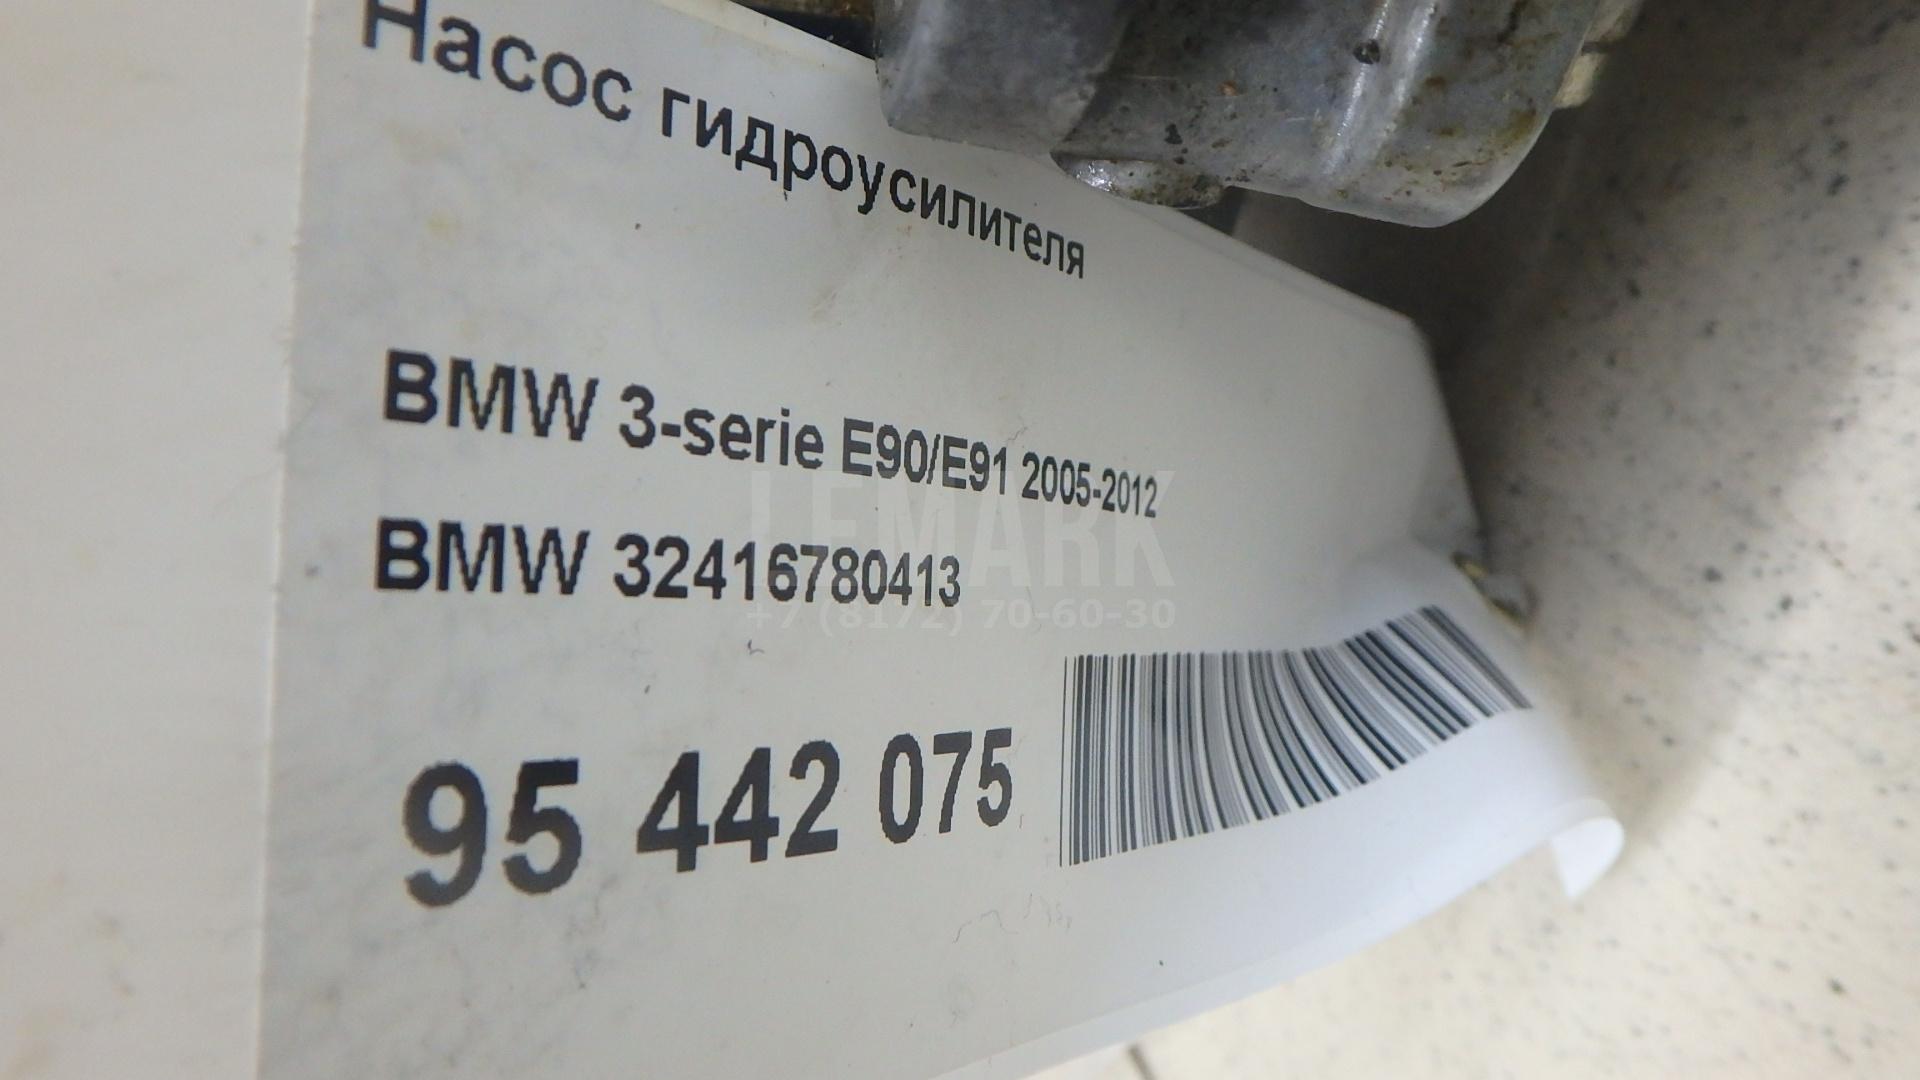 Насос гидроусилителя
BMW 3-serie E90/E91 2005-2012
LEMARK
BMW 32416780413
+7 (8172) 70-60-30
95 442 075